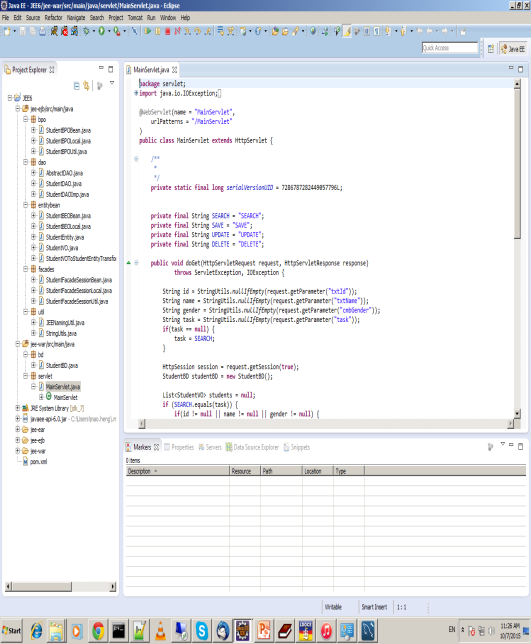 Java EE - JEE6/jee-war/src/main/java/servlet/MainServlet.java - Eclipse
File Edit Source Refactor Navigate Search Project Tomcat Run Window Help
Quick Access
Java EE
Project Explorer
JEE6
jee-ejb/src/main/java
bpo
StudentBPOBean.java
StudentBPOLocal.java
StudentBPOUtil.java
dao
AbstractDAO.java
StudentDAO.java
StudentDAOImp.java
entitybean
StudentEEOBean.java
StudentEEOLocal.java
StudentEntity.java
StudentVO.java
StudentVOToStudentEntityTransfo
facades
StudentFacadeSessionBean.java
StudentFacadeSessionLocal.java
StudentFacadeSessionUtil.java
util
JEENamingUtil.java
StringUtils.java
jee-war/src/main/java
bd
StudentBD.java
servlet
MainServlet.java
MainServlet
JRE System Library [jdk_7]
javaee-api-6.0.jar
jee-ear
jee-ejb
jee-war
pom.xml
MainServlet.java
package servlet;
import java.io.IOException;
@WebServlet(name = "MainServlet",
urlPatterns = "/MainServlet"
)
public class MainServlet extends HttpServlet {
/**
*
*/
private static final long serialVersionUID = 7286787282449057796L;
private final String SEARCH = "SEARCH";
private final String SAVE = "SAVE";
private final String UPDATE = "UPDATE";
private final String DELETE = "DELETE";
public void doGet(HttpServletRequest request, HttpServletResponse response)
throws ServletException, IOException {
String id = StringUtils.nullIfEmpty(request.getParameter("txtId"));
String name = StringUtils.nullIfEmpty(request.getParameter("txtName"));
String gender = StringUtils.nullIfEmpty(request.getParameter("cmbGender"));
String task = StringUtils.nullIfEmpty(request.getParameter("task"));
if(task == null) {
task = SEARCH;
}
HttpSession session = request.getSession(true);
StudentBD studentBD = new StudentBD();
List<StudentVO> students = null;
if (SEARCH.equals(task)) {
if(id != null || name != null || gender != null) {
Markers Properties Servers Data Source Explorer Snippets
0 items
Description Resource Path Location Type
Writable Smart Insert 1 : 1
Start EN 11:26 AM
10/7/2015